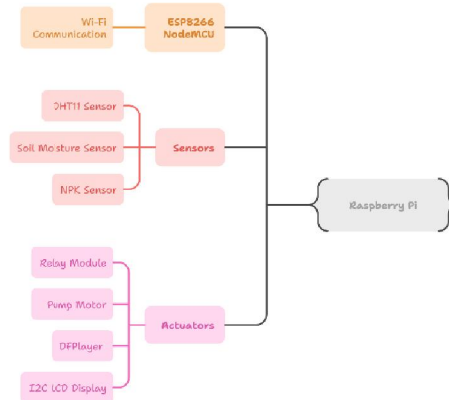 Wi-Fi
Communication
ESP8266
NodeMCU
DHT11 Sensor
Soil Moisture Sensor
NPK Sensor
Sensors
Raspberry Pi
Relay Module
Pump Motor
DFPlayer
I2C LCD Display
Actuators